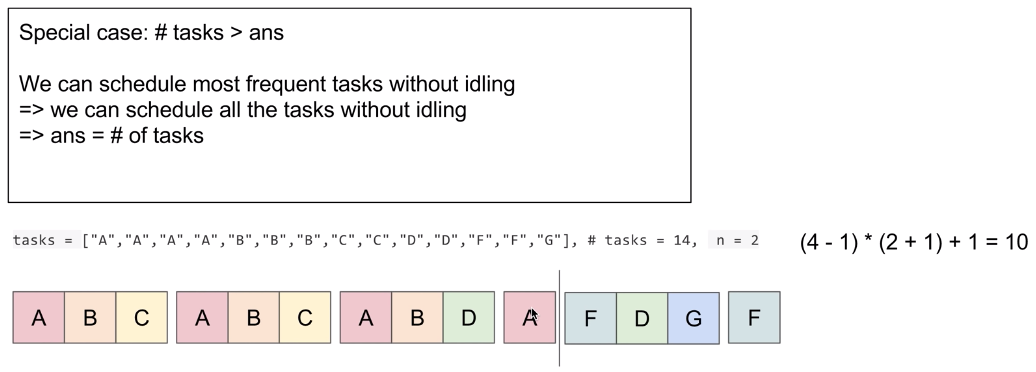 Special case: # tasks > ans
We can schedule most frequent tasks without idling
=> we can schedule all the tasks without idling
=> ans = # of tasks
tasks = ["A","A","A","A","B","B","B","C","C","D","D","F","F","G"], # tasks = 14, n = 2
(4 - 1) * (2 + 1) + 1 = 10
A B C A B C A B D A F D G F